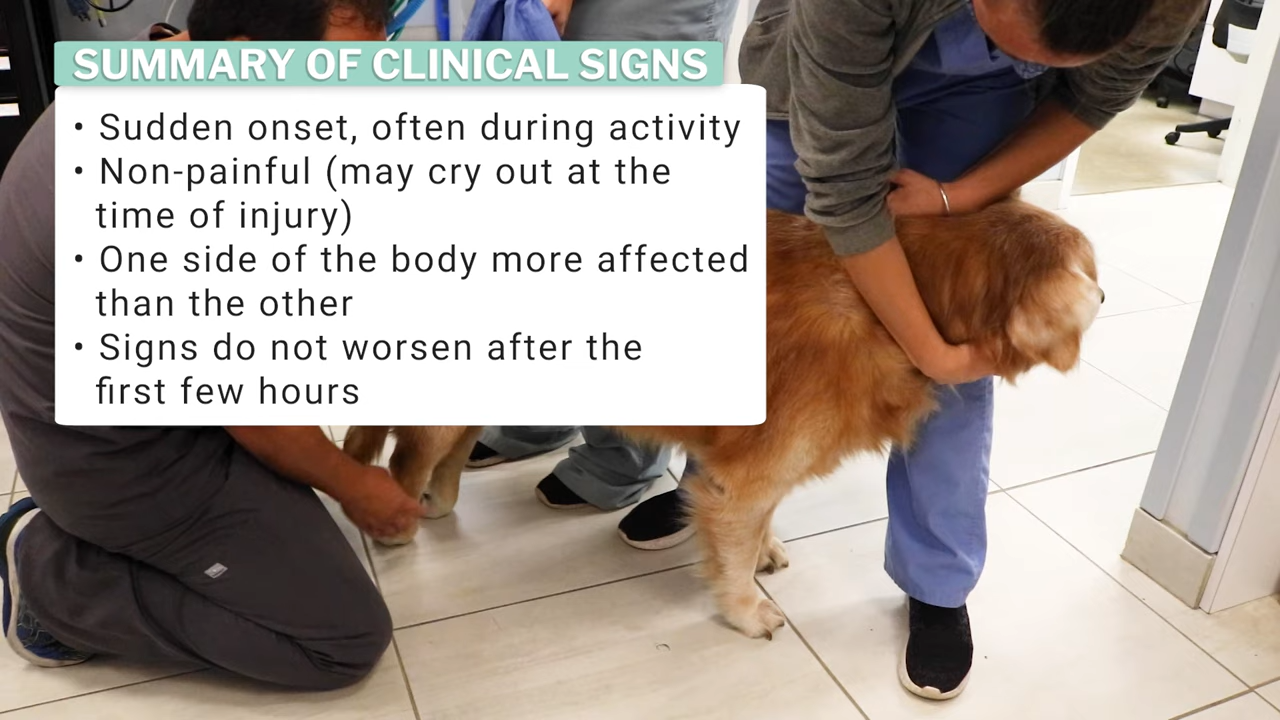 SUMMARY OF CLINICAL SIGNS
• Sudden onset, often during activity
• Non-painful (may cry out at the
time of injury)
• One side of the body more affected
than the other
• Signs do not worsen after the
first few hours